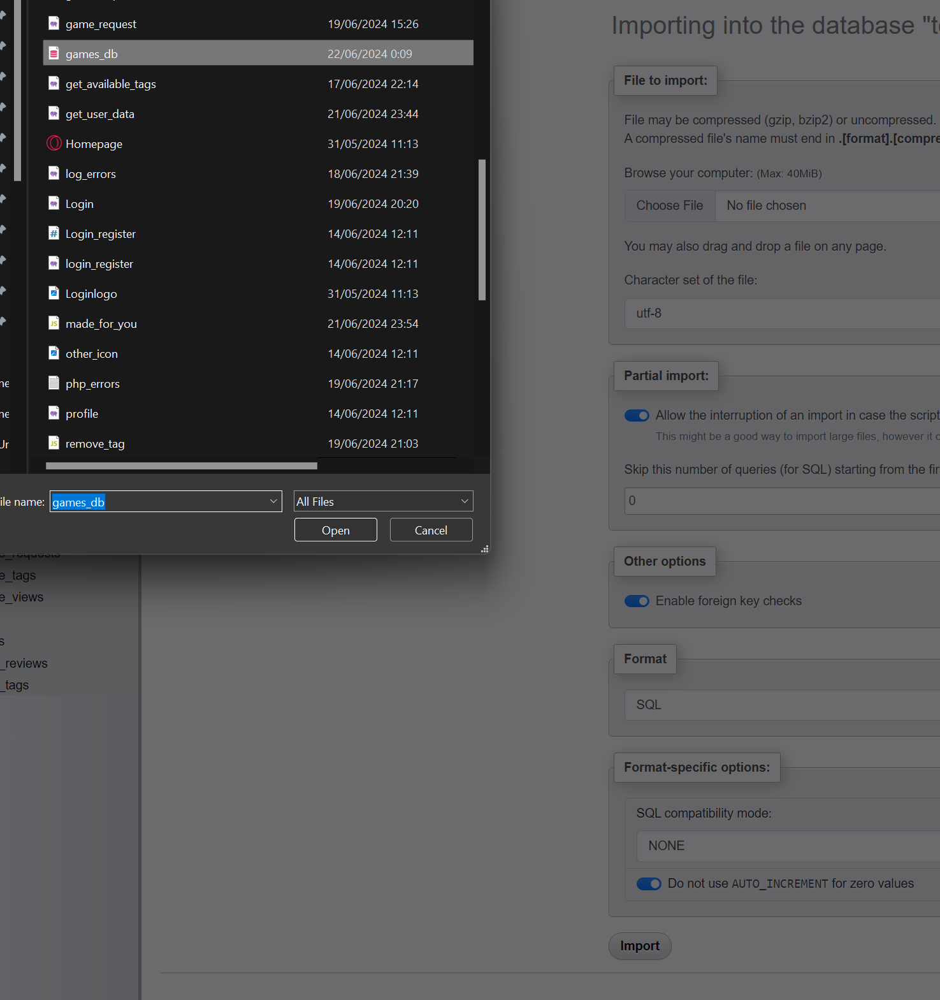 game_request 19/06/2024 15:26
games_db 22/06/2024 0:09
get_available_tags 17/06/2024 22:14
get_user_data 21/06/2024 23:44
Homepage 31/05/2024 11:13
log_errors 18/06/2024 21:39
Login 19/06/2024 20:20
Login_register 14/06/2024 12:11
login_register 14/06/2024 12:11
Loginlogo 31/05/2024 11:13
made_for_you 21/06/2024 23:54
other_icon 14/06/2024 12:11
php_errors 19/06/2024 21:17
profile 14/06/2024 12:11
remove_tag 19/06/2024 21:03
ile name: games_db All Files
Open Cancel
e_requests
e_tags
e_views
s
_reviews
_tags
Importing into the database "t
File to import:
File may be compressed (gzip, bzip2) or uncompressed.
A compressed file's name must end in .[format].[compre
Browse your computer: (Max: 40MiB)
Choose File No file chosen
You may also drag and drop a file on any page.
Character set of the file:
utf-8
Partial import:
Allow the interruption of an import in case the script
This might be a good way to import large files, however it c
Skip this number of queries (for SQL) starting from the fir
0
Other options
Enable foreign key checks
Format
SQL
Format-specific options:
SQL compatibility mode:
NONE
Do not use AUTO_INCREMENT for zero values
Import